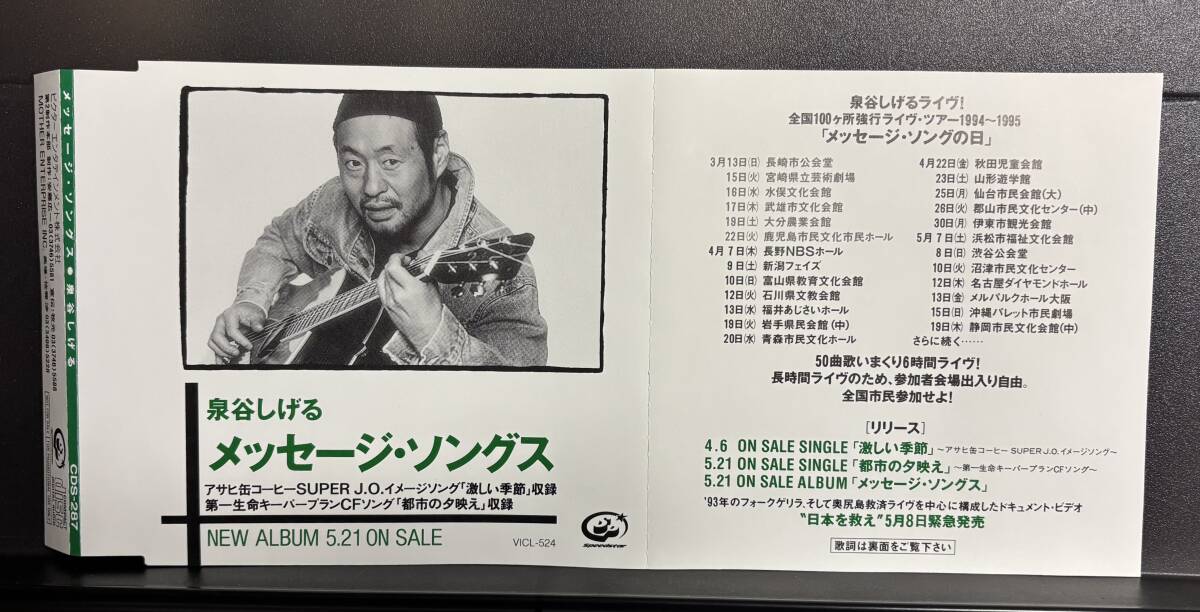 メッセージ・ソングス●泉谷しげる
CDS-287
ビクターエンタテインメント株式会社
MOTHER ENTERPRISE INC.
COMPACT
disc
DIGITAL AUDIO
泉谷しげる
メッセージ・ソングス
アサヒ缶コーヒーSUPER J.O.イメージソング「激しい季節」収録
第一生命キーパープランCFソング「都市の夕映え」収録
NEW ALBUM 5.21 ON SALE
VICL-524
Speedstar
泉谷しげるライヴ!
全国100ヶ所強行ライヴ・ツアー1994〜1995
「メッセージ・ソングの日」
3月13日(日) 長崎市公会堂
15日(火) 宮崎県立芸術劇場
16日(水) 水俣文化会館
17日(木) 武雄市文化会館
19日(土) 大分農業会館
22日(火) 鹿児島市民文化市民ホール
4月7日(木) 長野NBSホール
9日(土) 新潟フェイズ
10日(日) 富山県教育文化会館
12日(火) 石川県文教会館
13日(水) 福井あじさいホール
19日(火) 岩手県民会館(中)
20日(水) 青森市民文化ホール
4月22日(金) 秋田児童会館
23日(土) 山形遊学館
25日(月) 仙台市民会館(大)
26日(火) 郡山市民文化センター(中)
30日(月) 伊東市観光会館
5月7日(土) 浜松市福祉文化会館
8日(日) 渋谷公会堂
10日(火) 沼津市民文化センター
12日(木) 名古屋ダイヤモンドホール
13日(金) メルパルクホール大阪
15日(日) 沖縄パレット市民劇場
19日(木) 静岡市民文化会館(中)
さらに続く……
50曲歌いまくり6時間ライヴ!
長時間ライヴのため、参加者会場出入り自由。
全国市民参加せよ!
[リリース]
4.6 ON SALE SINGLE「激しい季節」〜アサヒ缶コーヒー SUPER J.O.イメージソング〜
5.21 ON SALE SINGLE「都市の夕映え」〜第一生命キーパープランCFソング〜
5.21 ON SALE ALBUM「メッセージ・ソングス」
'93年のフォークゲリラ、そして奥尻島救済ライヴを中心に構成したドキュメント・ビデオ
"日本を救え"5月8日緊急発売
歌詞は裏面をご覧下さい